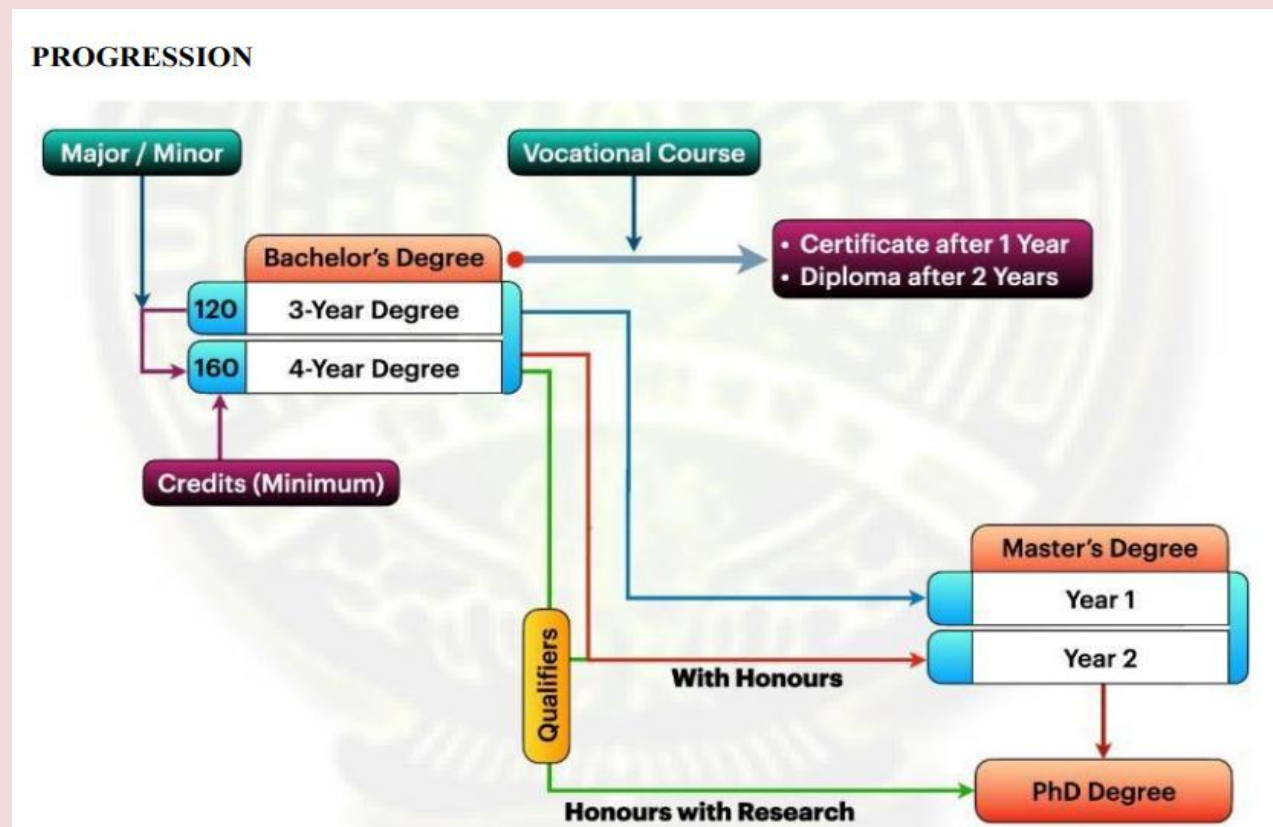 PROGRESSION
Major / Minor
Vocational Course
Bachelor's Degree
• Certificate after 1 Year
• Diploma after 2 Years
120
3-Year Degree
160
4-Year Degree
Credits (Minimum)
Master's Degree
Year 1
Year 2
Qualifiers
With Honours
PhD Degree
Honours with Research